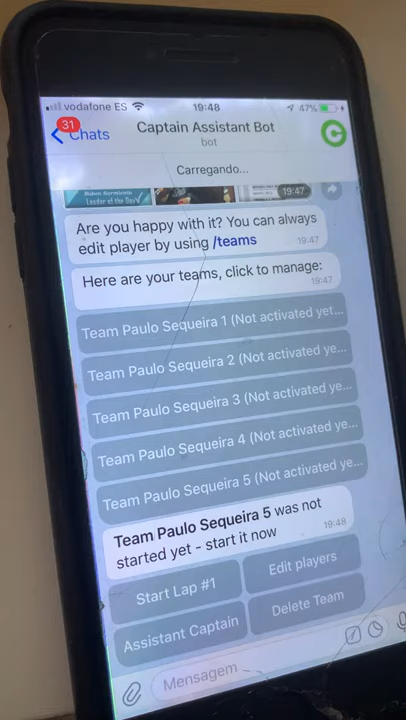 vodafone ES
19:48
47%
31
Chats
Captain Assistant Bot
bot
Carregando...
Leader of the Day
19:47
Are you happy with it? You can always
edit player by using /teams
19:47
Here are your teams, click to manage:
19:47
Team Paulo Sequeira 1 (Not activated yet...
Team Paulo Sequeira 2 (Not activated ye...
Team Paulo Sequeira 3 (Not activated ye...
Team Paulo Sequeira 4 (Not activated ye...
Team Paulo Sequeira 5 (Not activated ye...
Team Paulo Sequeira 5 was not
started yet - start it now
19:48
Start Lap #1
Edit players
Assistant Captain
Delete Team
Mensagem